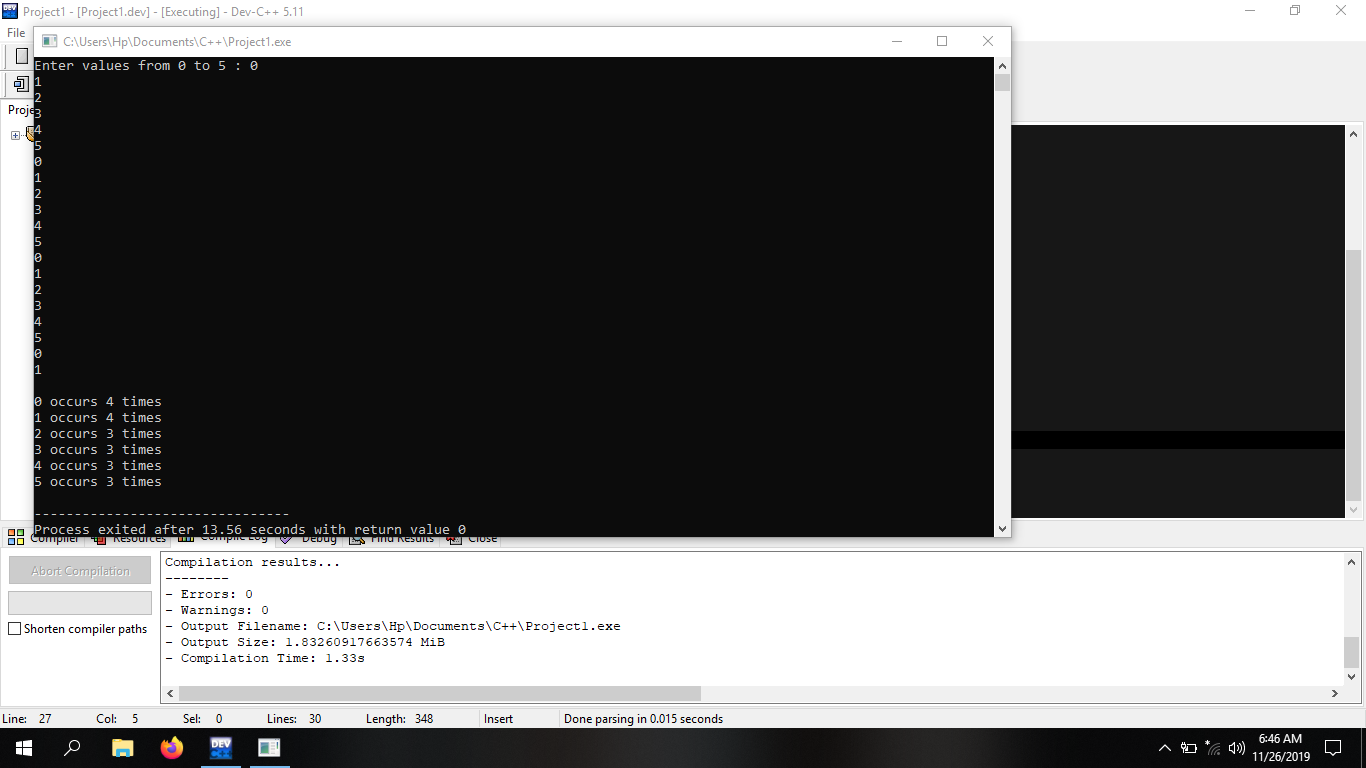 Project1 - [Project1.dev] - [Executing] - Dev-C++ 5.11
File
C:\Users\Hp\Documents\C++\Project1.exe
Enter values from 0 to 5 : 0
1
2
3
4
5
0
1
2
3
4
5
0
1
2
3
4
5
0
1
0 occurs 4 times
1 occurs 4 times
2 occurs 3 times
3 occurs 3 times
4 occurs 3 times
5 occurs 3 times
--------------------------------
Process exited after 13.56 seconds with return value 0
Compiler Resources Compile Log Debug Find Results Close
Abort Compilation
Shorten compiler paths
Compilation results...
--------
- Errors: 0
- Warnings: 0
- Output Filename: C:\Users\Hp\Documents\C++\Project1.exe
- Output Size: 1.83260917663574 MiB
- Compilation Time: 1.33s
Line: 27 Col: 5 Sel: 0 Lines: 30 Length: 348 Insert Done parsing in 0.015 seconds
DEV C++
6:46 AM
11/26/2019